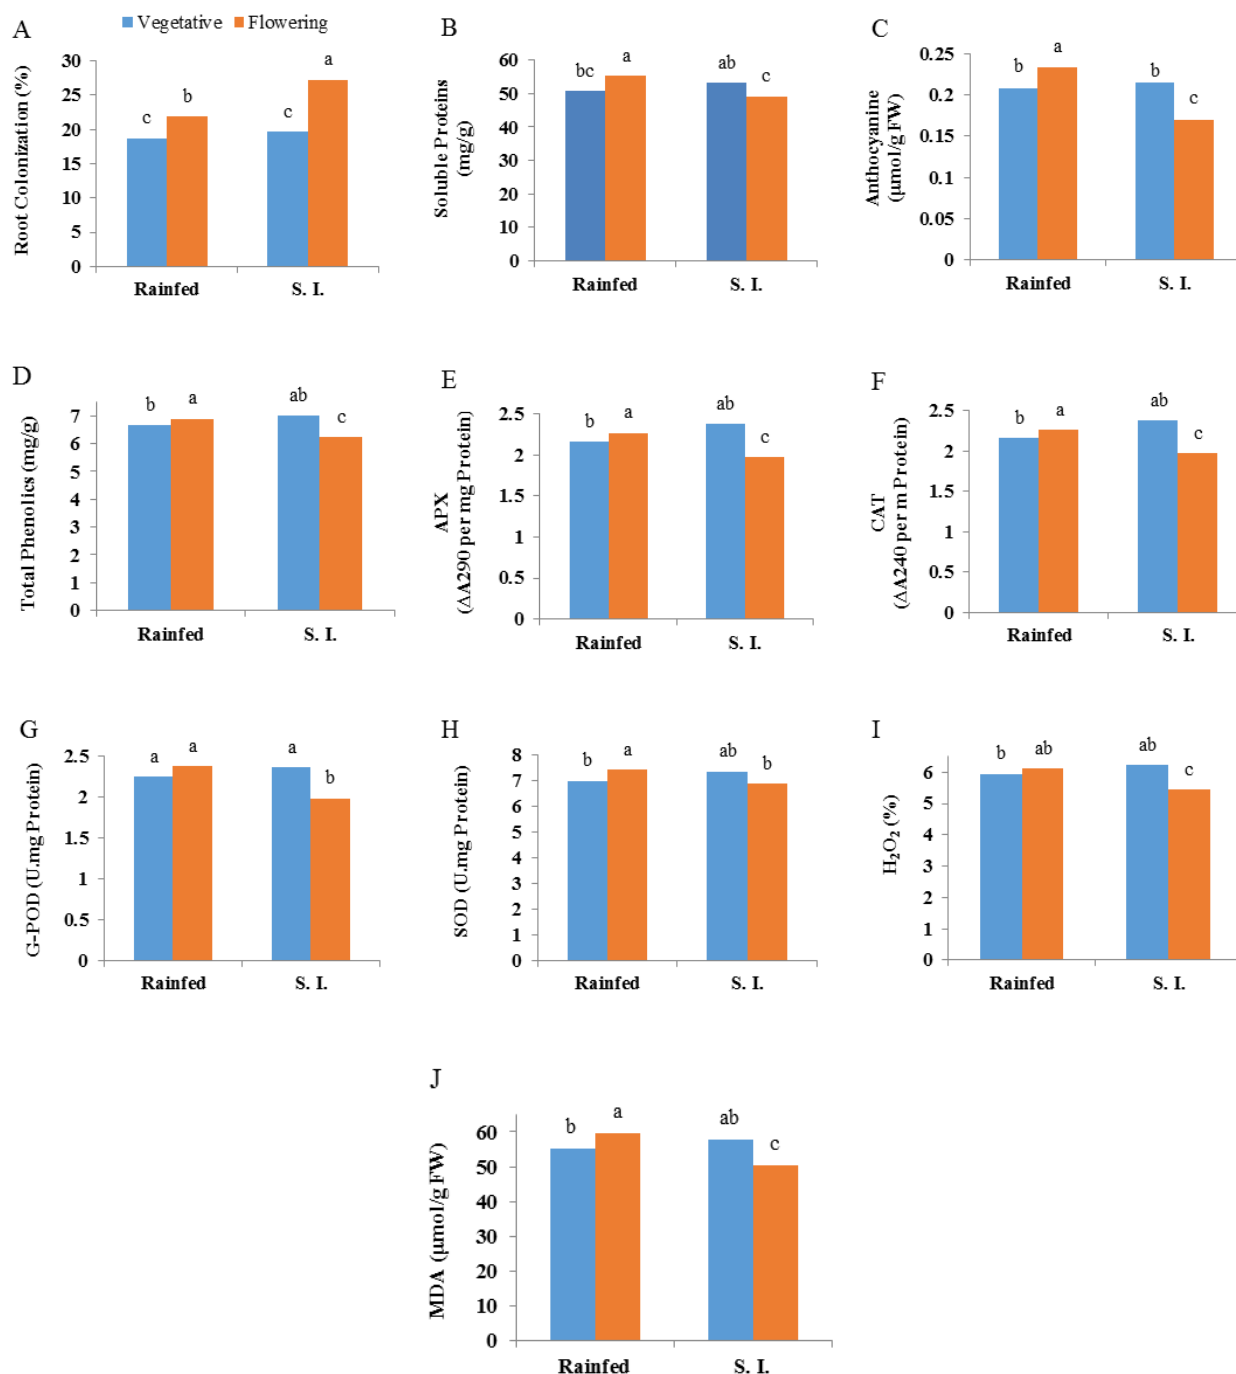 Vegetative Flowering
A
Root Colonization (%)
30
25
20
15
10
5
0
c b c a
Rainfed S. I.
B
Soluble Proteins
(mg/g)
60
50
40
30
20
10
0
bc a ab c
Rainfed S. I.
C
Anthocyanine
(µmol/g FW)
0.25
0.2
0.15
0.1
0.05
0
b a b c
Rainfed S. I.
D
Total Phenolics (mg/g)
7
6
5
4
3
2
1
0
b a ab c
Rainfed S. I.
E
APX
(ΔA290 per mg Protein)
2.5
2
1.5
1
0.5
0
b a ab c
Rainfed S. I.
F
CAT
(ΔA240 per m Protein)
2.5
2
1.5
1
0.5
0
b a ab c
Rainfed S. I.
G
G-POD (U.mg Protein)
2.5
2
1.5
1
0.5
0
a a a b
Rainfed S. I.
H
SOD (U.mg Protein)
8
7
6
5
4
3
2
1
0
b a ab b
Rainfed S. I.
I
H₂O₂ (%)
6
5
4
3
2
1
0
b ab ab c
Rainfed S. I.
J
MDA (µmol/g FW)
60
50
40
30
20
10
0
b a ab c
Rainfed S. I.